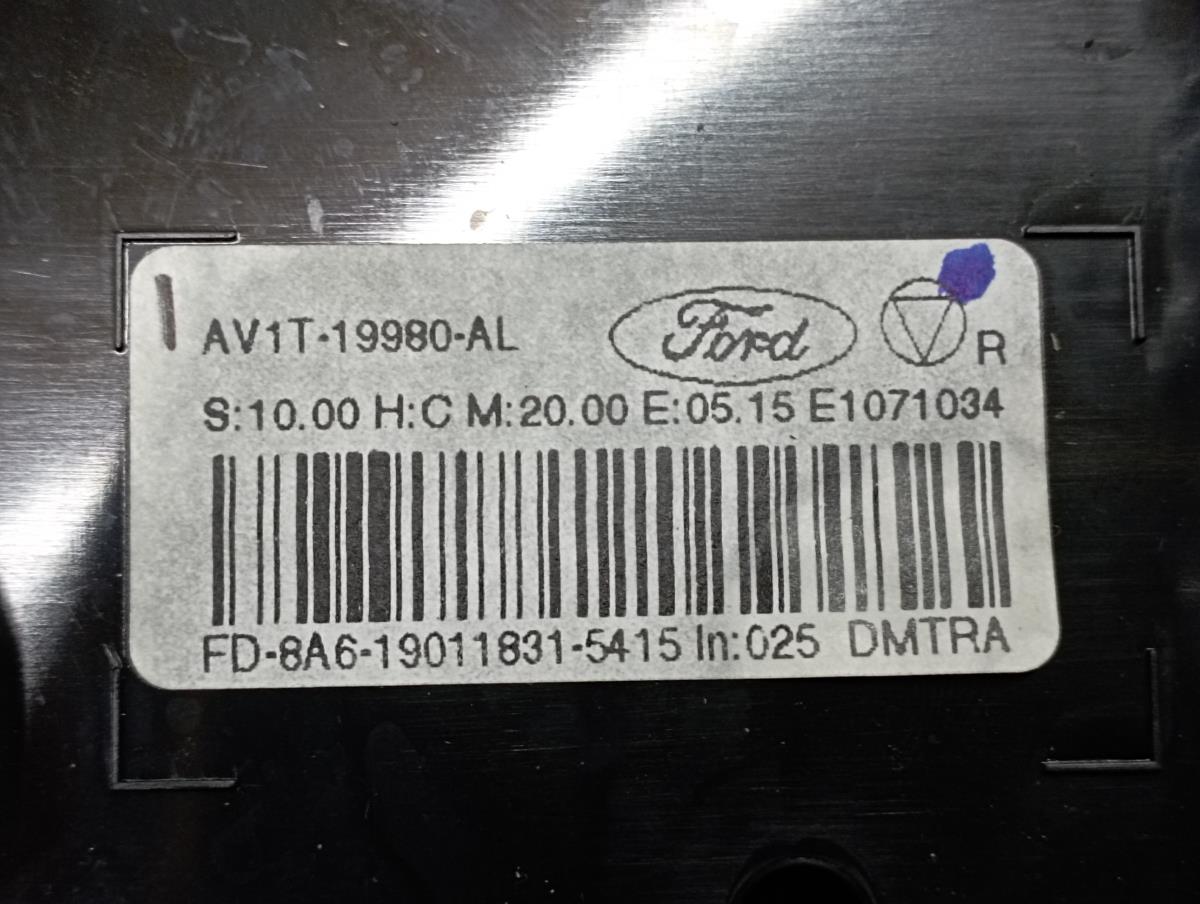 AV1T-19980-AL Ford R
S:10.00 H:C M:20.00 E:05.15 E1071034
FD-8A6-19011831-5415 In:025 DMTRA